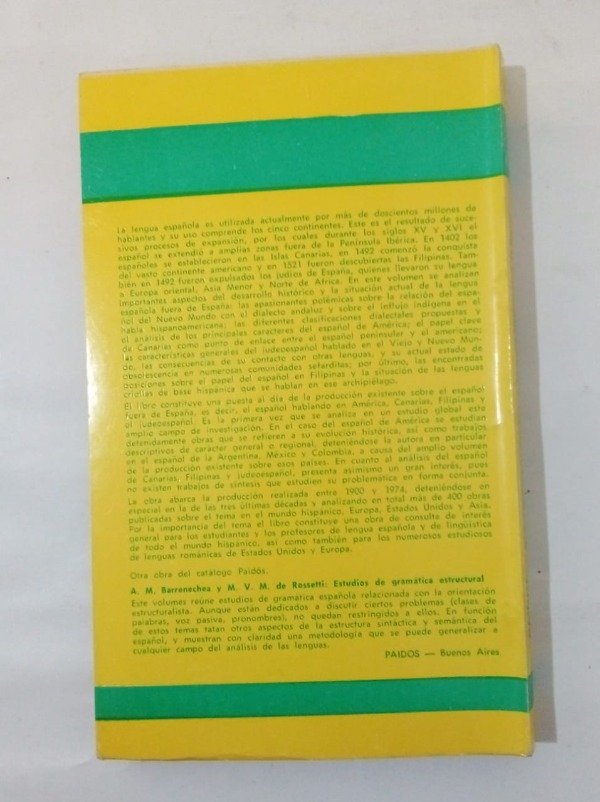 La lengua española es utilizada actualmente por más de doscientos millones de
hablantes y su uso comprende los cinco continentes. Este es el resultado de suce-
sivos procesos de expansión, por los cuales durante los siglos XV y XVI el
español se extendió a amplias zonas fuera de la Península Ibérica. En 1402 los
españoles se establecieron en las Islas Canarias, en 1492 comenzó la conquista
del vasto continente americano y en 1521 fueron descubiertas las Filipinas. Tam-
bién en 1492 fueron expulsados los judíos de España, quienes llevaron su lengua
a Europa oriental, Asia Menor y Norte de Africa. En este volumen se analizan
importantes aspectos del desarrollo histórico y la situación actual de la lengua
española fuera de España: las apasionantes polémicas sobre la relación del espa-
ñol del Nuevo Mundo con el dialecto andaluz y sobre el influjo indígena en el
habla hispanoamericana; las diferentes clasificaciones dialectales propuestas y
el análisis de los principales caracteres del español de América; el papel clave
de Canarias como punto de enlace entre el español peninsular y el americano;
las características generales del judeoespañol hablado en el Viejo y Nuevo Mun-
do, las consecuencias de su contacto con otras lenguas, y su actual estado de
obsolescencia en numerosas comunidades sefardíes; por último, las encontradas
posiciones sobre el papel del español en Filipinas y la situación de las lenguas
criollas de base hispánica que se hablan en ese archipiélago.
El libro constituye una puesta al día de la producción existente sobre el español
fuera de España, es decir, el español hablando en América, Canarias, Filipinas y
el judeoespañol. Es la primera vez que se analiza en un estudio global este
amplio campo de investigación. En el caso del español de América se estudian
detenidamente obras que se refieren a su evolución histórica, así como trabajos
descriptivos de carácter general o regional, deteniéndose la autora en particular
en el español de la Argentina, México y Colombia, a causa del amplio volumen
de la producción existente sobre esos países. En cuanto al análisis del español
de Canarias, Filipinas y judeoespañol, presenta asimismo un gran interés, pues
no existen trabajos de síntesis que estudien su problemática en forma conjunta.
La obra abarca la producción realizada entre 1900 y 1974, deteniéndose en
especial en la de las tres últimas décadas y analizando en total más de 400 obras
publicadas sobre el tema en el mundo hispánico, Europa, Estados Unidos y Asia.
Por la importancia del tema el libro constituye una obra de consulta de interés
general para los estudiantes y los profesores de lengua española y de lingüística
de todo el mundo hispánico, así como también para los numerosos estudiosos
de lenguas románicas de Estados Unidos y Europa.
Otra obra del catálogo Paidós.
A. M. Barrenechea y M. V. M. de Rossetti: Estudios de gramática estructural
Este volumes reúne estudios de gramatica española relacionada con la orientación
estructuralista. Aunque están dedicados a discutir ciertos problemas (clases de
palabras, voz pasiva, pronombres), no quedan restringidos a ellos. En función
de estos temas tatan otros aspectos de la estructura sintáctica y semántica del
español, y muestran con claridad una metodología que se puede generalizar a
cualquier campo del análisis de las lenguas.
PAIDOS — Buenos Aires